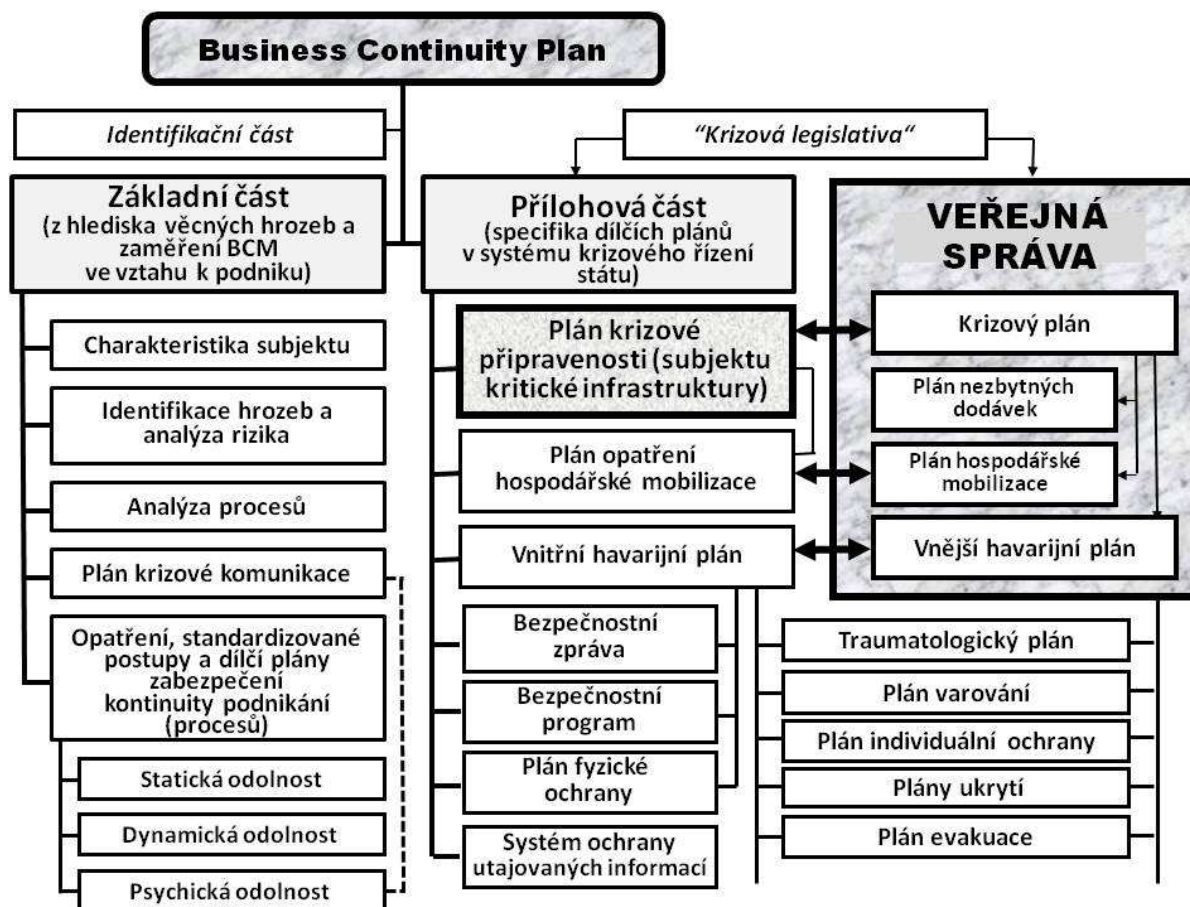 Business Continuity Plan
Identifikační část
"Krizová legislativa“
Základní část
(z hlediska věcných hrozeb a
zaměření BCM
ve vztahu k podniku)
Charakteristika subjektu
Identifikace hrozeb a
analýza rizika
Analýza procesů
Plán krizové komunikace
Opatření, standardizované
postupy a dílčí plány
zabezpečení
kontinuity podnikání
(procesů)
Statická odolnost
Dynamická odolnost
Psychická odolnost
Přílohová část
(specifika dílčích plánů
v systému krizového řízení
státu)
Plán krizové
připravenosti (subjektu
kritické infrastruktury)
Plán opatření
hospodářské mobilizace
Vnitřní havarijní plán
Bezpečnostní
zpráva
Bezpečnostní
program
Plán fyzické
ochrany
Systém ochrany
utajovaných informací
VEŘEJNÁ
SPRÁVA
Krizový plán
Plán nezbytných
dodávek
Plán hospodářské
mobilizace
Vnější havarijní plán
Traumatologický plán
Plán varování
Plán individuální ochrany
Plány ukrytí
Plán evakuace